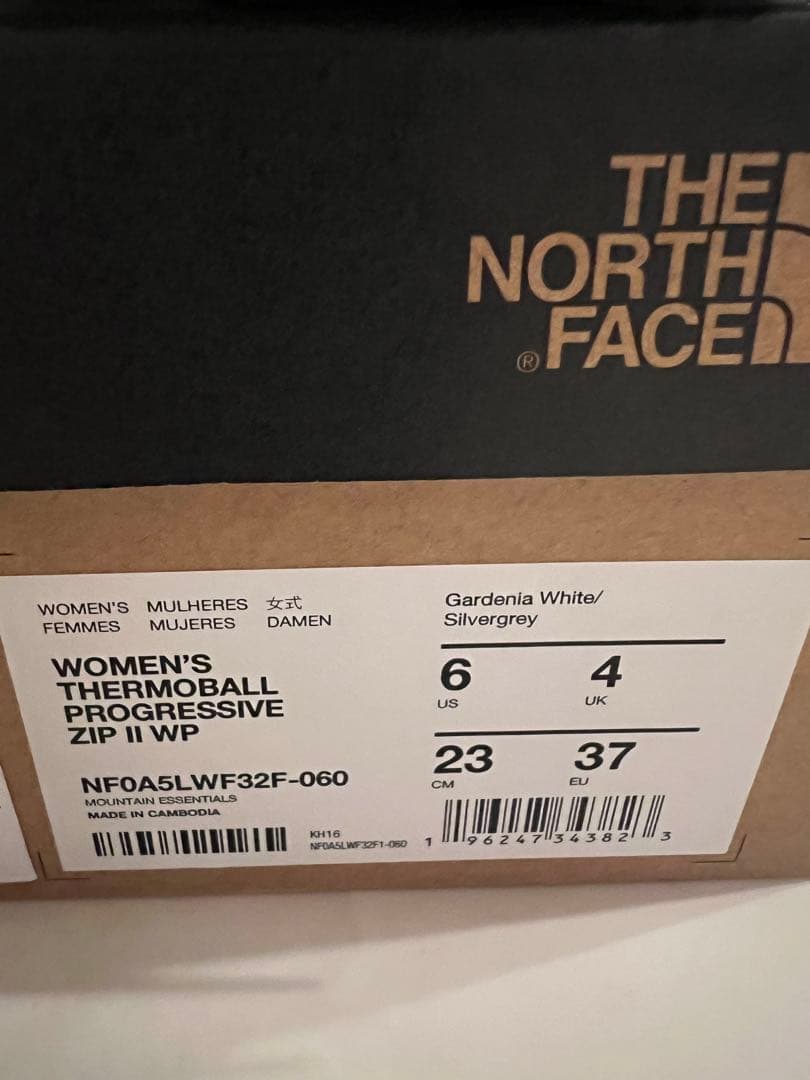 THE
NORTH
FACE
®
WOMEN'S MULHERES 女式
FEMMES MUJERES DAMEN
WOMEN'S
THERMOBALL
PROGRESSIVE
ZIP II WP
NF0A5LWF32F-060
MOUNTAIN ESSENTIALS
MADE IN CAMBODIA
KH16
NF0A5LWF32F1-060
Gardenia White/
Silvergrey
6 4
US UK
23 37
CM EU
1 96247 34382 3